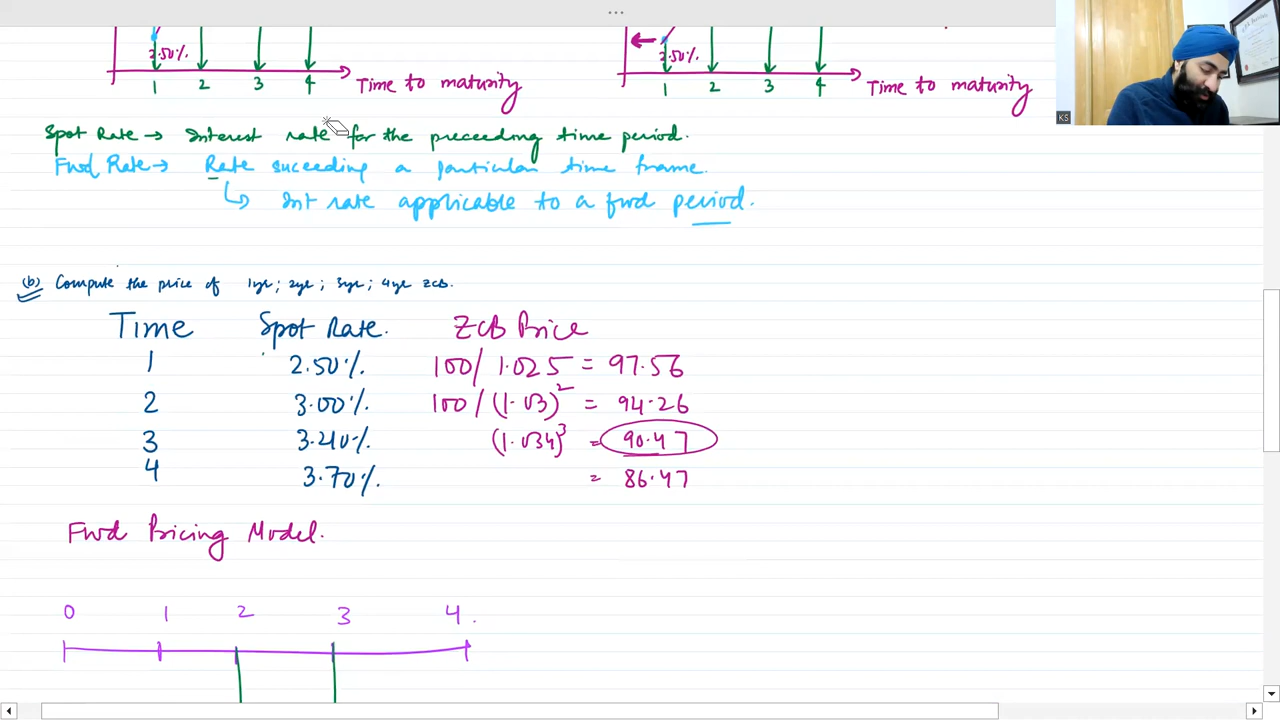 2.50%. 2.50%.
1 2 3 4 Time to maturity 1 2 3 4 Time to maturity
Spot Rate → Interest rate for the preceeding time period.
Fwd Rate → Rate succeeding a particular time frame.
↳ Int rate applicable to a fwd period.
(b) Compute the price of 1yr; 2yr; 3yr; 4yr ZCB.
Time Spot Rate. ZCB Price
1 2.50%. 100/1.025 = 97.56
2 3.00%. 100/(1.03)² = 94.26
3 3.40%. (1.034)³ = 90.47
4 3.70%. = 86.47
Fwd Pricing Model.
0 1 2 3 4.
KS